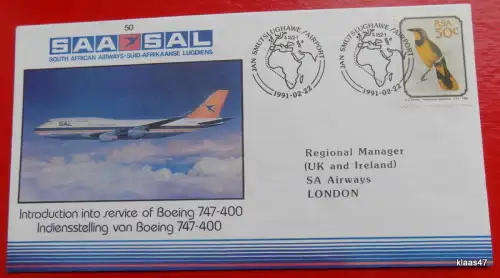 50
SAA SAL
SOUTH AFRICAN AIRWAYS-SUID-AFRIKAANSE LUGDIENS
JAN SMUTSLUGHAWE/AIRPORT
1991-02-22
JAN SMUTSLUGHAWE/AIRPORT
1991-02-22
RSA
50c
SAL
Regional Manager
(UK and Ireland)
SA Airways
LONDON
Introduction into service of Boeing 747-400
Indiensstelling van Boeing 747-400
klaas47